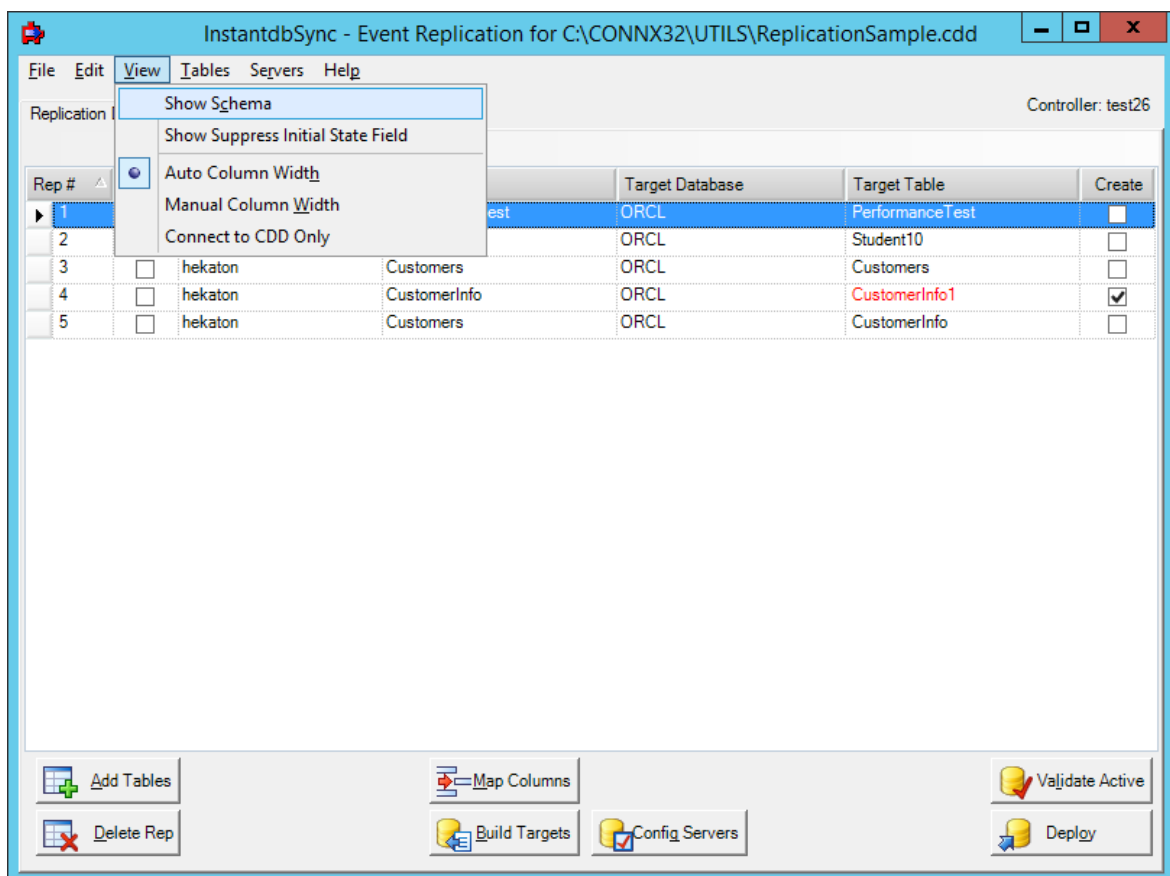 InstantdbSync - Event Replication for C:\CONNX32\UTILS\ReplicationSample.cdd
File Edit View Tables Servers Help
Replication
Controller: test26
Show Schema
Show Suppress Initial State Field
Auto Column Width
Manual Column Width
Connect to CDD Only
Rep # Target Database Target Table Create
1 est ORCL PerformanceTest
2 ORCL Student10
3 hekaton Customers ORCL Customers
4 hekaton CustomerInfo ORCL CustomerInfo1
5 hekaton Customers ORCL CustomerInfo
Add Tables Map Columns Validate Active
Delete Rep Build Targets Config Servers Deploy